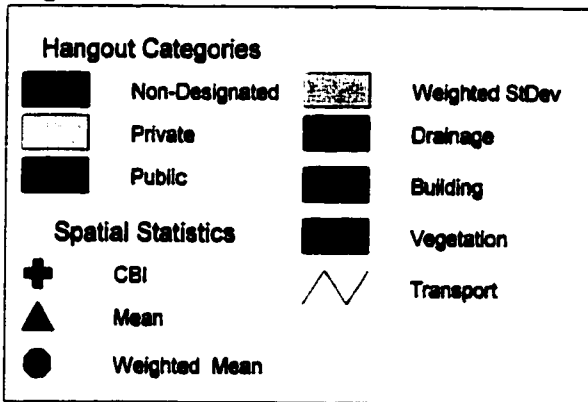 Hangout Categories
Non-Designated
Private
Public
Spatial Statistics
CBI
Mean
Weighted Mean
Weighted StDev
Drainage
Building
Vegetation
Transport